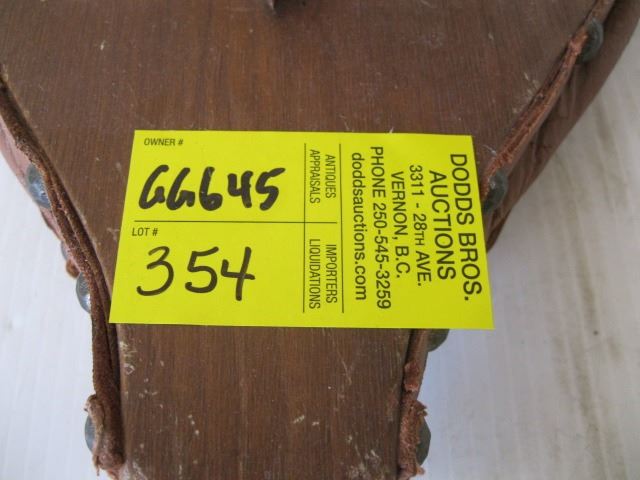 OWNER #
GG645
LOT #
354
ANTIQUES
APPRAISALS
IMPORTERS
LIQUIDATIONS
DODDS BROS.
AUCTIONS
3311 - 28TH AVE.
VERNON, B.C.
PHONE 250-545-3259
doddsauctions.com